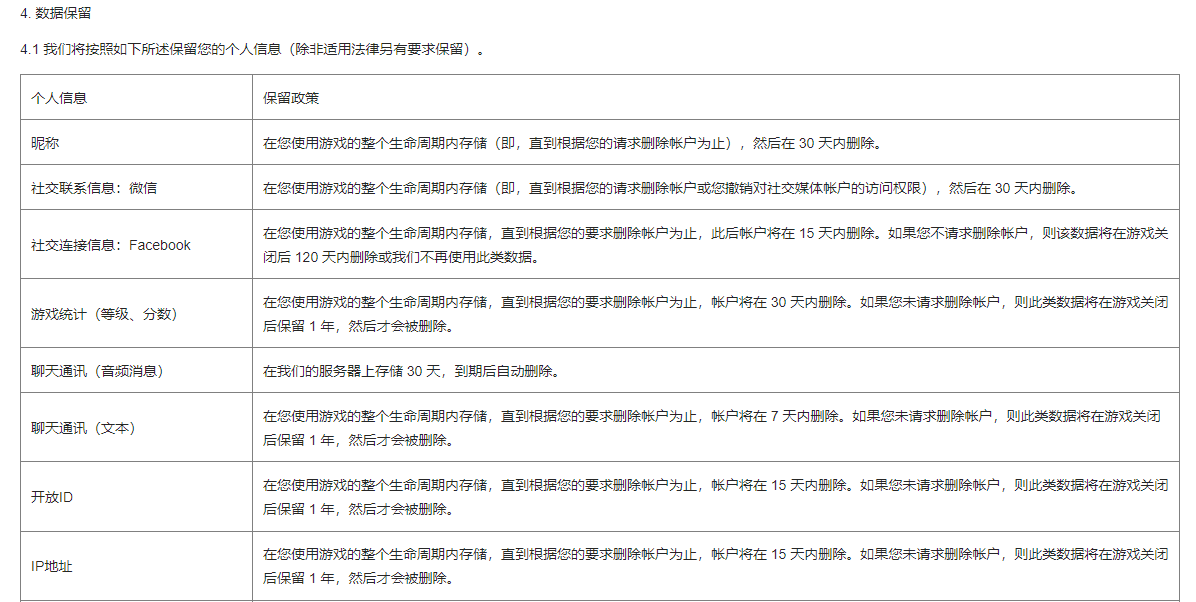 4. 数据保留
4.1 我们将按照如下所述保留您的个人信息（除非适用法律另有要求保留）。
个人信息
保留政策
昵称
在您使用游戏的整个生命周期内存储（即，直到根据您的请求删除帐户为止），然后在 30 天内删除。
社交联系信息：微信
在您使用游戏的整个生命周期内存储（即，直到根据您的请求删除帐户或您撤销对社交媒体帐户的访问权限），然后在 30 天内删除。
社交连接信息：Facebook
在您使用游戏的整个生命周期内存储，直到根据您的要求删除帐户为止，此后帐户将在 15 天内删除。如果您不请求删除帐户，则该数据将在游戏关
闭后 120 天内删除或我们不再使用此类数据。
游戏统计（等级、分数）
在您使用游戏的整个生命周期内存储，直到根据您的要求删除帐户为止，帐户将在 30 天内删除。如果您未请求删除帐户，则此类数据将在游戏关闭
后保留 1 年，然后才会被删除。
聊天通讯（音频消息）
在我们的服务器上存储 30 天，到期后自动删除。
聊天通讯（文本）
在您使用游戏的整个生命周期内存储，直到根据您的要求删除帐户为止，帐户将在 7 天内删除。如果您未请求删除帐户，则此类数据将在游戏关闭
后保留 1 年，然后才会被删除。
开放ID
在您使用游戏的整个生命周期内存储，直到根据您的要求删除帐户为止，帐户将在 15 天内删除。如果您未请求删除帐户，则此类数据将在游戏关闭
后保留 1 年，然后才会被删除。
IP地址
在您使用游戏的整个生命周期内存储，直到根据您的要求删除帐户为止，帐户将在 15 天内删除。如果您未请求删除帐户，则此类数据将在游戏关闭
后保留 1 年，然后才会被删除。